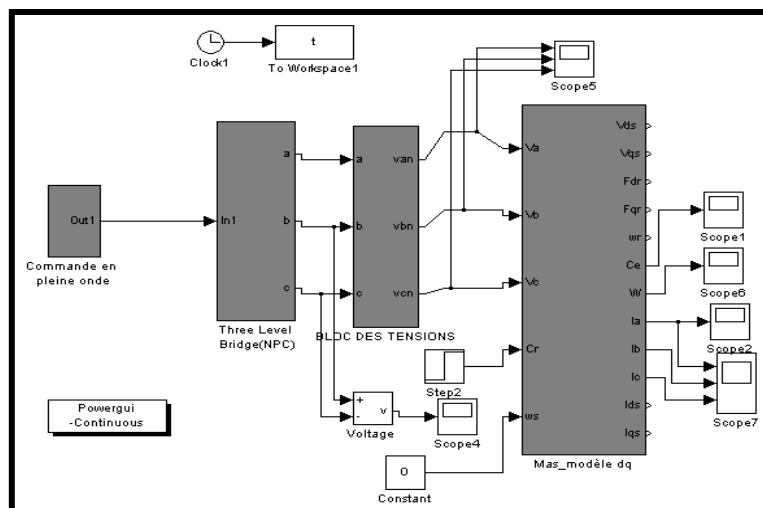 t
Clock1
To Workspace1
Scope5
Out1
Commande en
pleine onde
In1
a
b
c
Three Level
Bridge(NPC)
a
b
c
van
vbn
vcn
BLOC DES TENSIONS
Va
Vb
Vc
Cr
ws
Vds
Vqs
Fdr
Fqr
wr
Ce
W
Ia
Ib
Ic
Ids
Iqs
Mas_modèle dq
Scope1
Scope6
Scope2
Scope7
Step2
+
-
v
Voltage
Scope4
0
Constant
Powergui
-Continuous